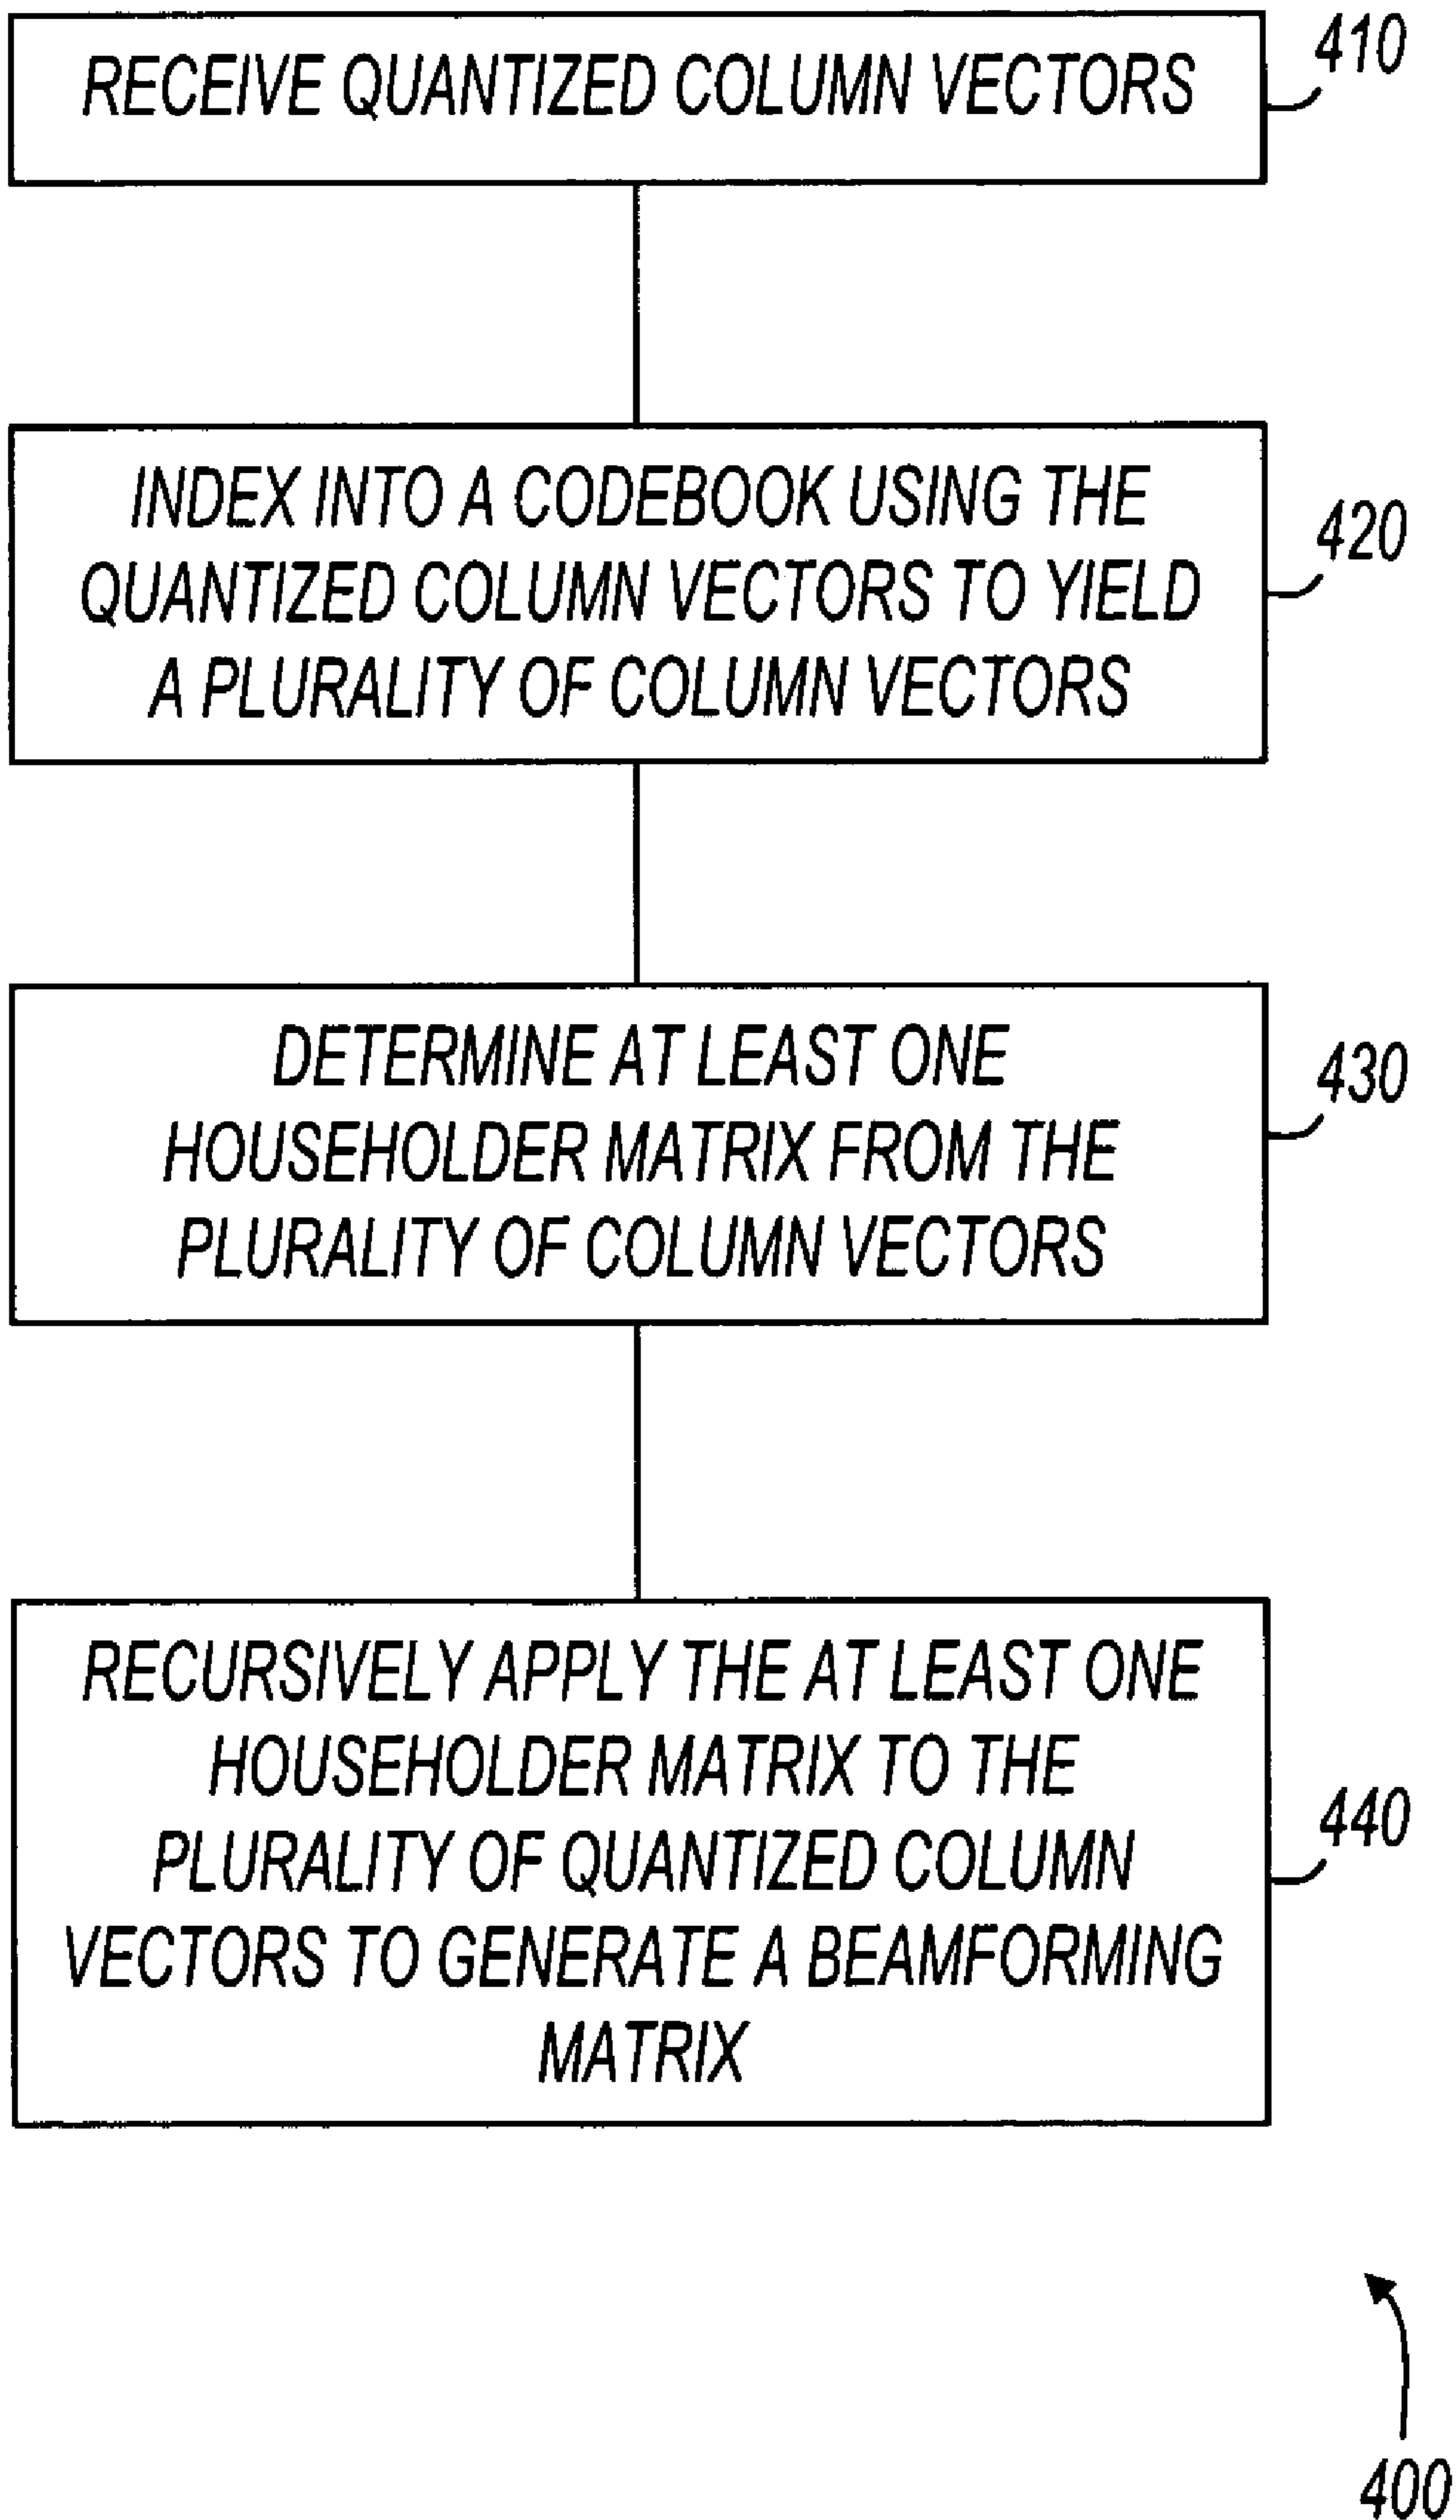 RECEIVE QUANTIZED COLUMN VECTORS
410
INDEX INTO A CODEBOOK USING THE
QUANTIZED COLUMN VECTORS TO YIELD
A PLURALITY OF COLUMN VECTORS
420
DETERMINE AT LEAST ONE
HOUSEHOLDER MATRIX FROM THE
PLURALITY OF COLUMN VECTORS
430
RECURSIVELY APPLY THE AT LEAST ONE
HOUSEHOLDER MATRIX TO THE
PLURALITY OF QUANTIZED COLUMN
VECTORS TO GENERATE A BEAMFORMING
MATRIX
440
400